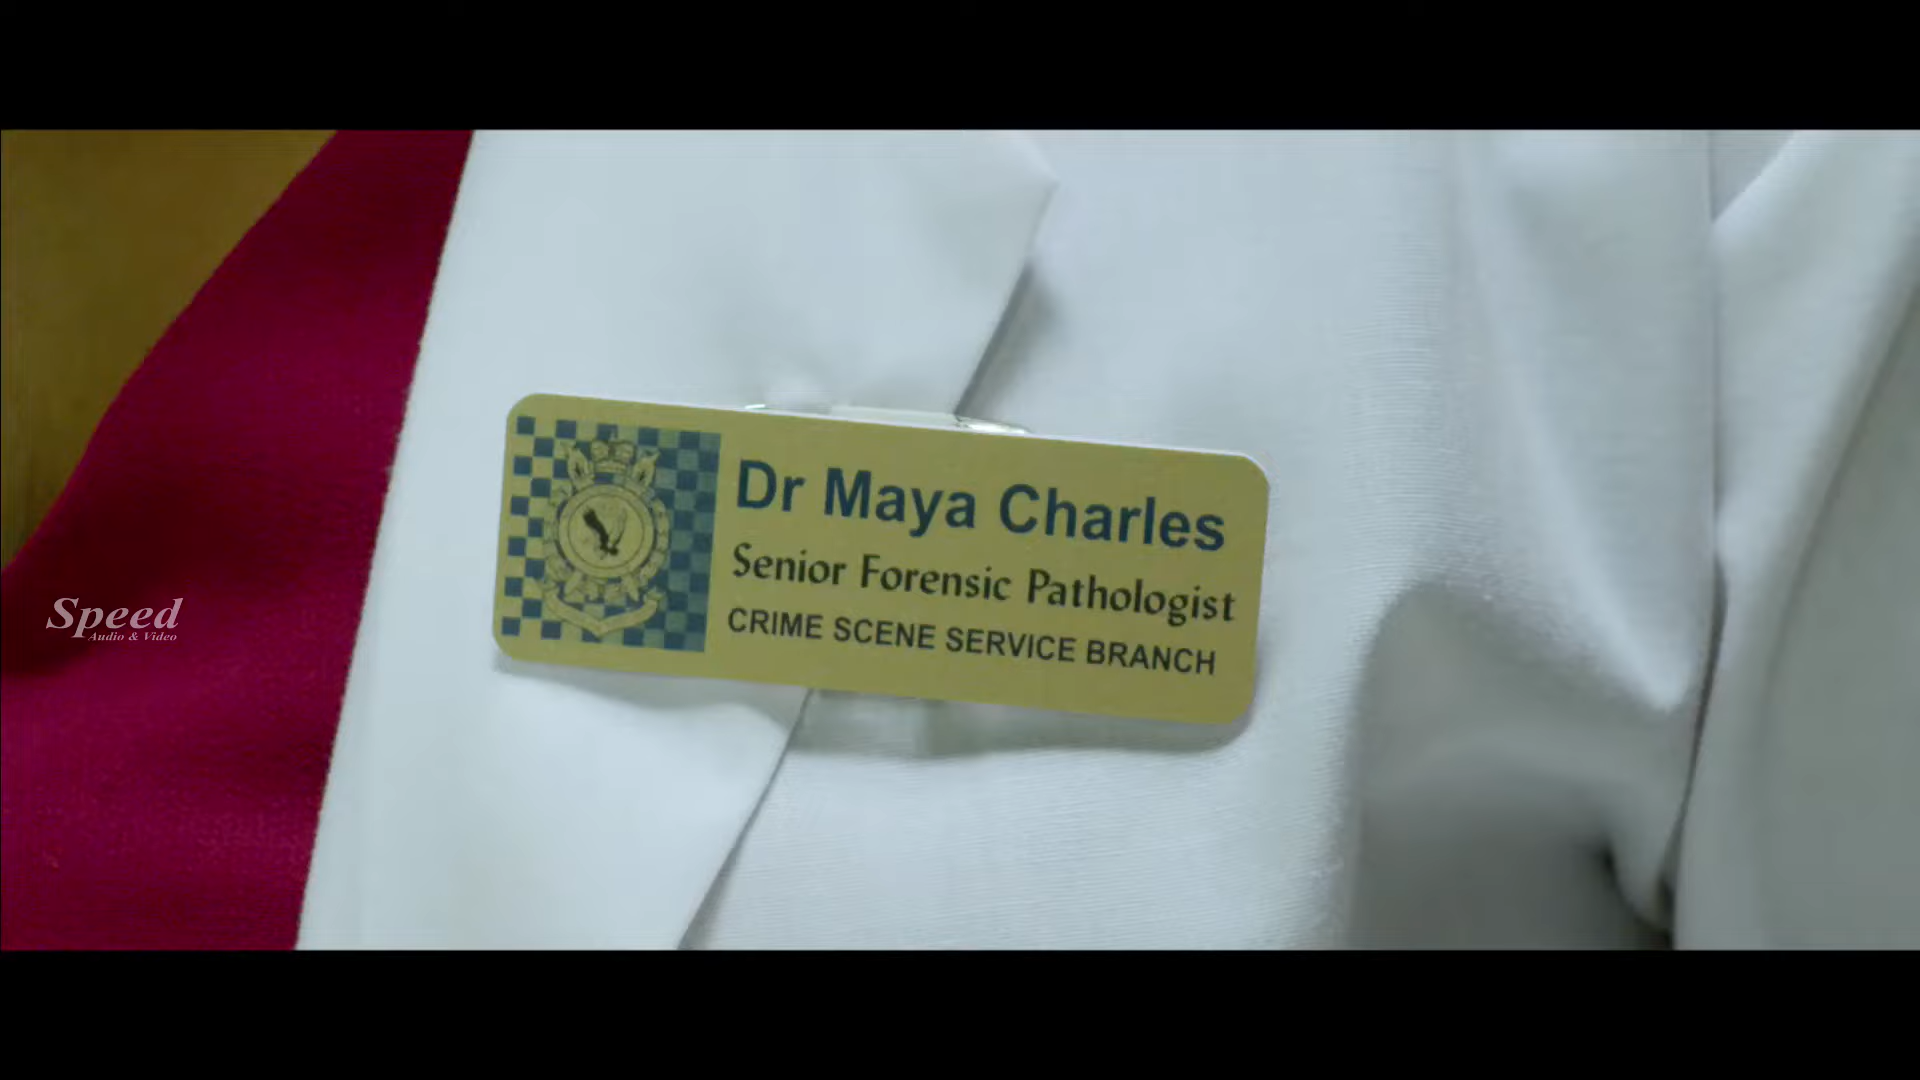 Dr Maya Charles
Senior Forensic Pathologist
CRIME SCENE SERVICE BRANCH
Speed
Audio & Video